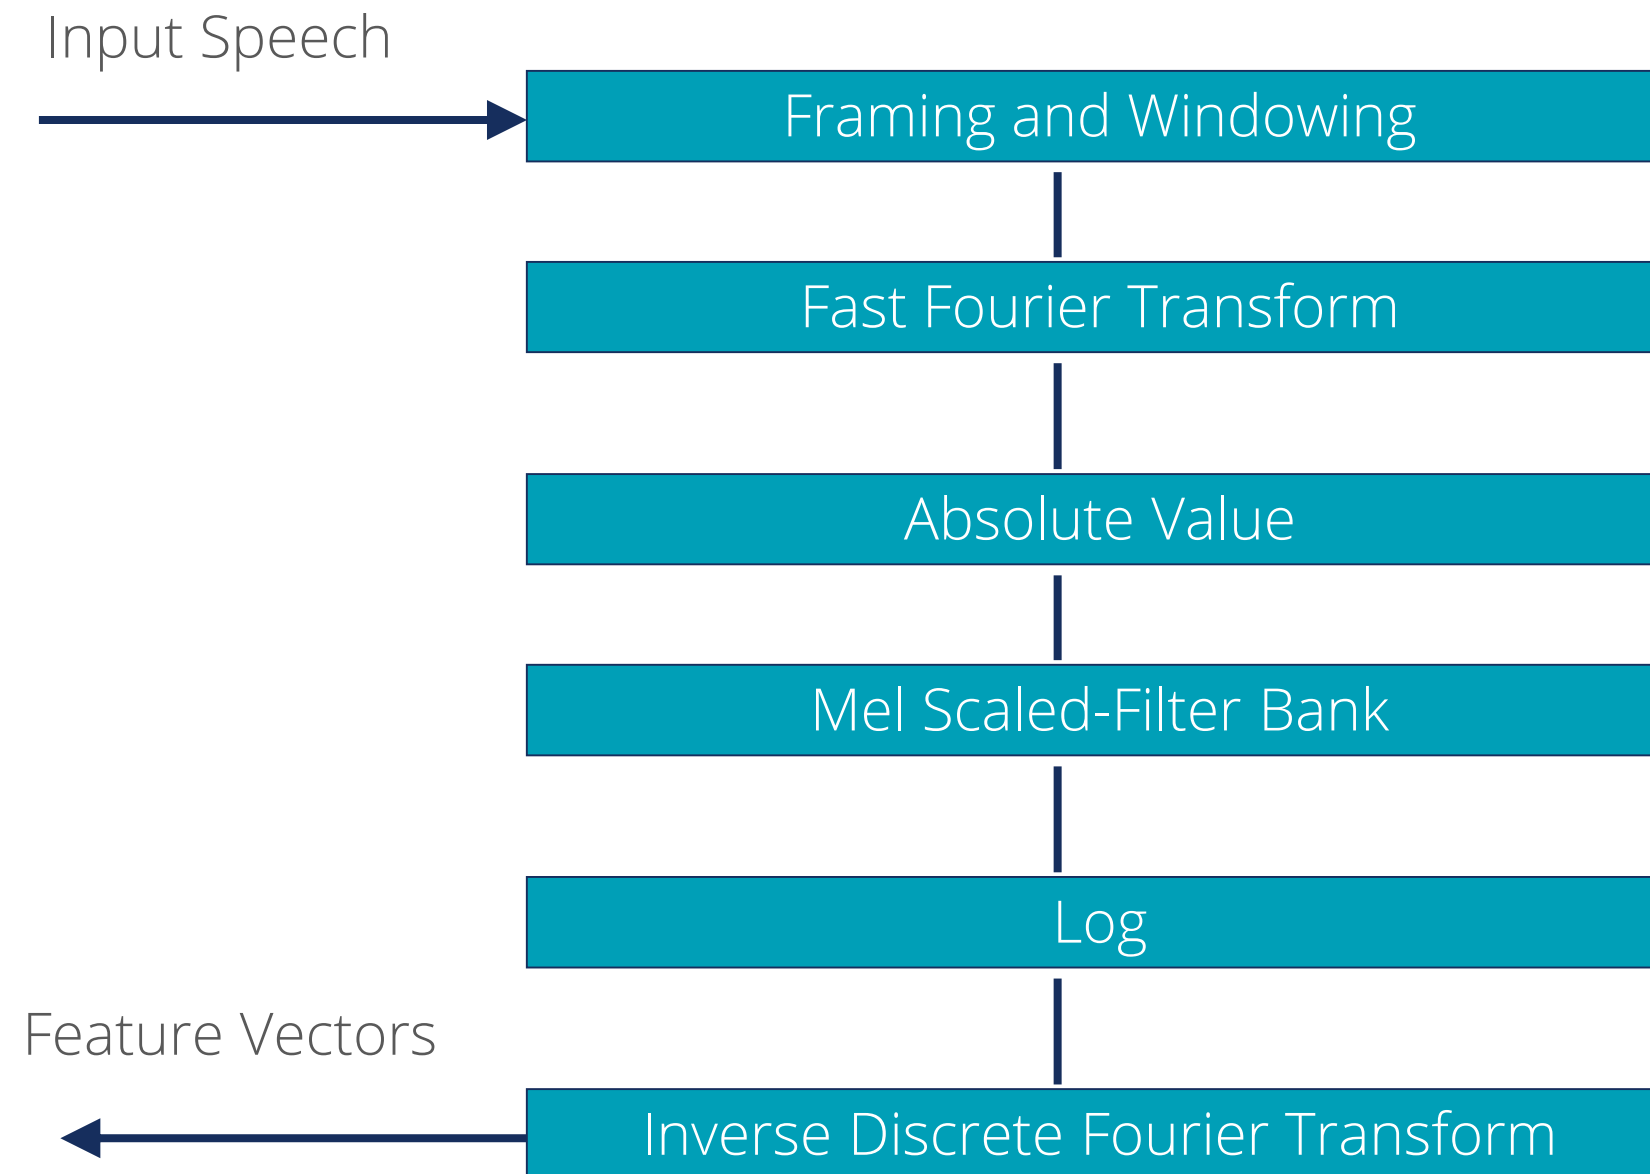 Input Speech
Framing and Windowing
Fast Fourier Transform
Absolute Value
Mel Scaled-Filter Bank
Log
Feature Vectors
Inverse Discrete Fourier Transform